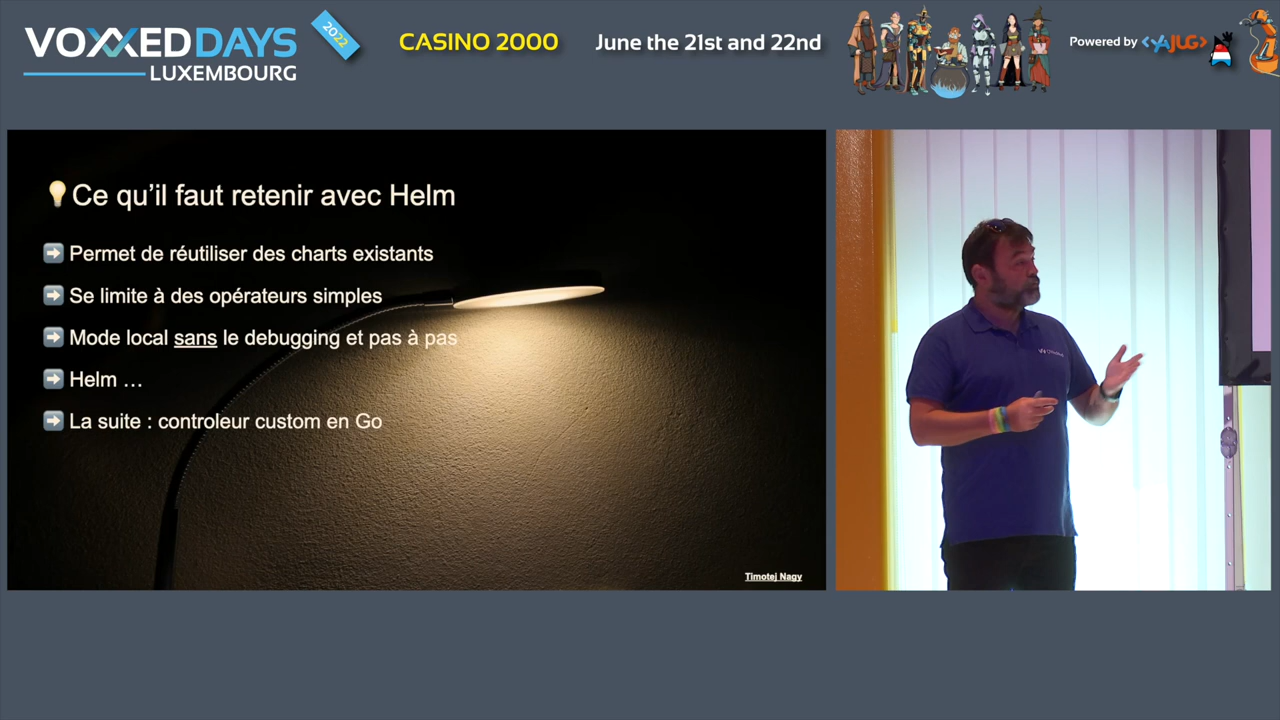 VOXXED DAYS
LUXEMBOURG
2022
CASINO 2000
June the 21st and 22nd
Powered by <YAJUG>
Ce qu’il faut retenir avec Helm
Permet de réutiliser des charts existants
Se limite à des opérateurs simples
Mode local sans le debugging et pas à pas
Helm …
La suite : controleur custom en Go
Timotej Nagy